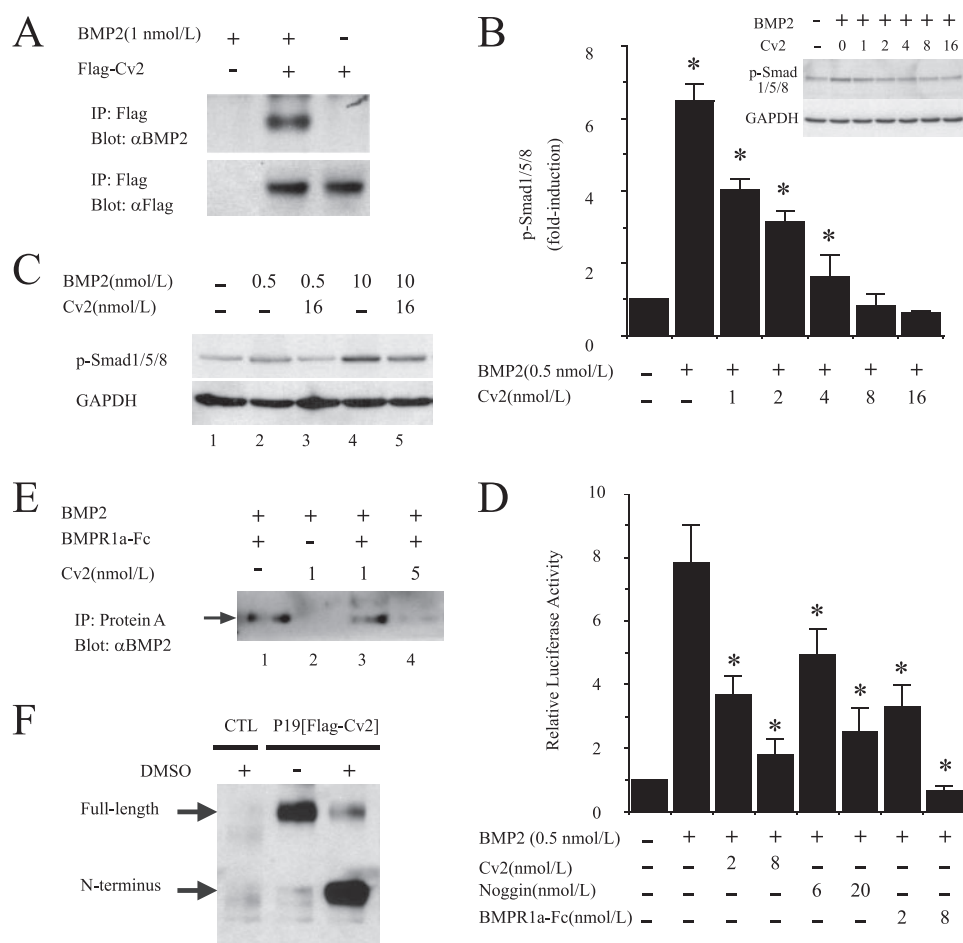 A
BMP2(1 nmol/L) + + -
Flag-Cv2 - + +
IP: Flag
Blot: αBMP2
IP: Flag
Blot: αFlag
B
BMP2 - + + + + + +
Cv2 - 0 1 2 4 8 16
p-Smad
1/5/8
GAPDH
p-Smad1/5/8
(fold-induction)
8
6
4
2
0
* * * *
BMP2(0.5 nmol/L) - + + + + + +
Cv2(nmol/L) - - 1 2 4 8 16
C
BMP2(nmol/L) - 0.5 0.5 10 10
Cv2(nmol/L) - - 16 - 16
p-Smad1/5/8
GAPDH
1 2 3 4 5
E
BMP2 + + + +
BMPR1a-Fc + - + +
Cv2(nmol/L) - 1 1 5
IP: Protein A
Blot: αBMP2
1 2 3 4
D
Relative Luciferase Activity
10
8
6
4
2
0
* * * * * *
BMP2 (0.5 nmol/L) - + + + + + + +
Cv2(nmol/L) - - 2 8 - - - -
Noggin(nmol/L) - - - - 6 20 - -
BMPR1a-Fc(nmol/L) - - - - - - 2 8
F
CTL P19[Flag-Cv2]
DMSO + - +
Full-length
N-terminus